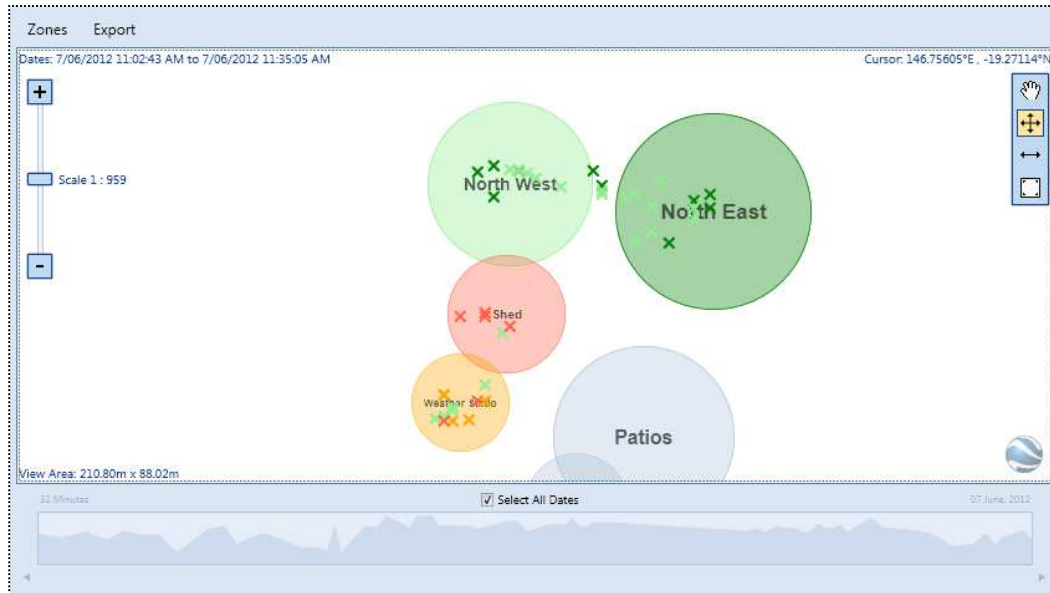 Zones Export
Dates: 7/06/2012 11:02:43 AM to 7/06/2012 11:35:05 AM
Cursor: 146.75605°E , -19.27114°N
+
Scale 1 : 959
-
North West
North East
Shed
Weather Statio
Patios
View Area: 210.80m x 88.02m
32 Minutes
Select All Dates
07 June, 2012